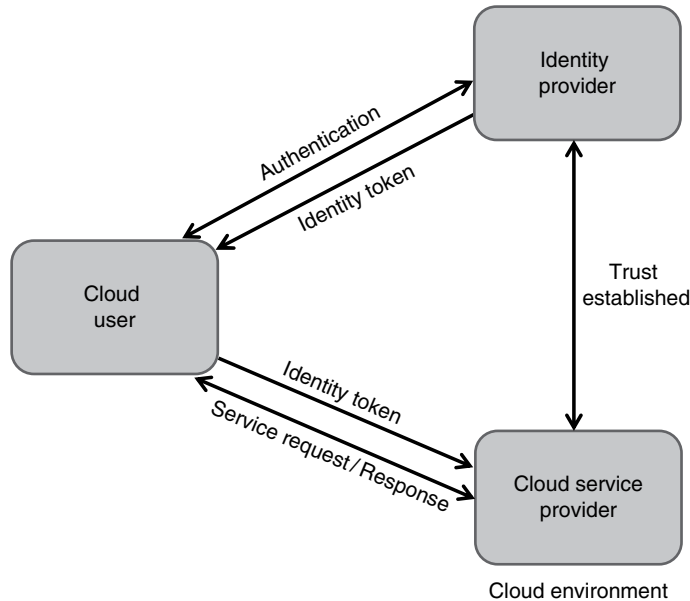 Identity
provider
Authentication
Identity token
Cloud
user
Trust
established
Identity token
Service request/Response
Cloud service
provider
Cloud environment